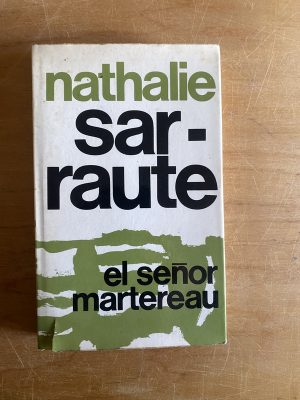 nathalie
sar-
raute
el señor
martereau